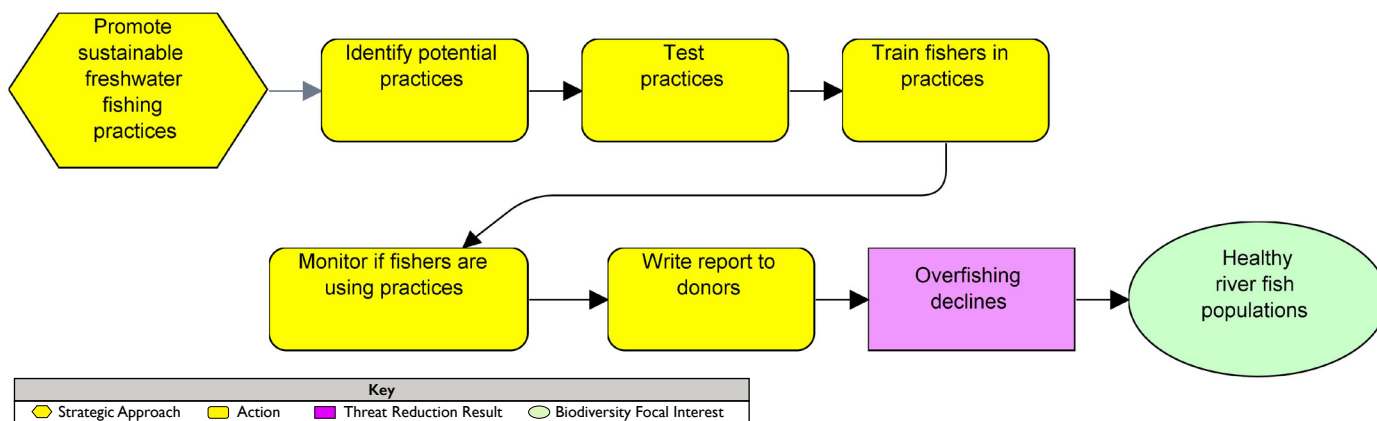 Promote
sustainable
freshwater
fishing
practices
Identify potential
practices
Test
practices
Train fishers in
practices
Monitor if fishers are
using practices
Write report to
donors
Overfishing
declines
Healthy
river fish
populations
Key
Strategic Approach
Action
Threat Reduction Result
Biodiversity Focal Interest